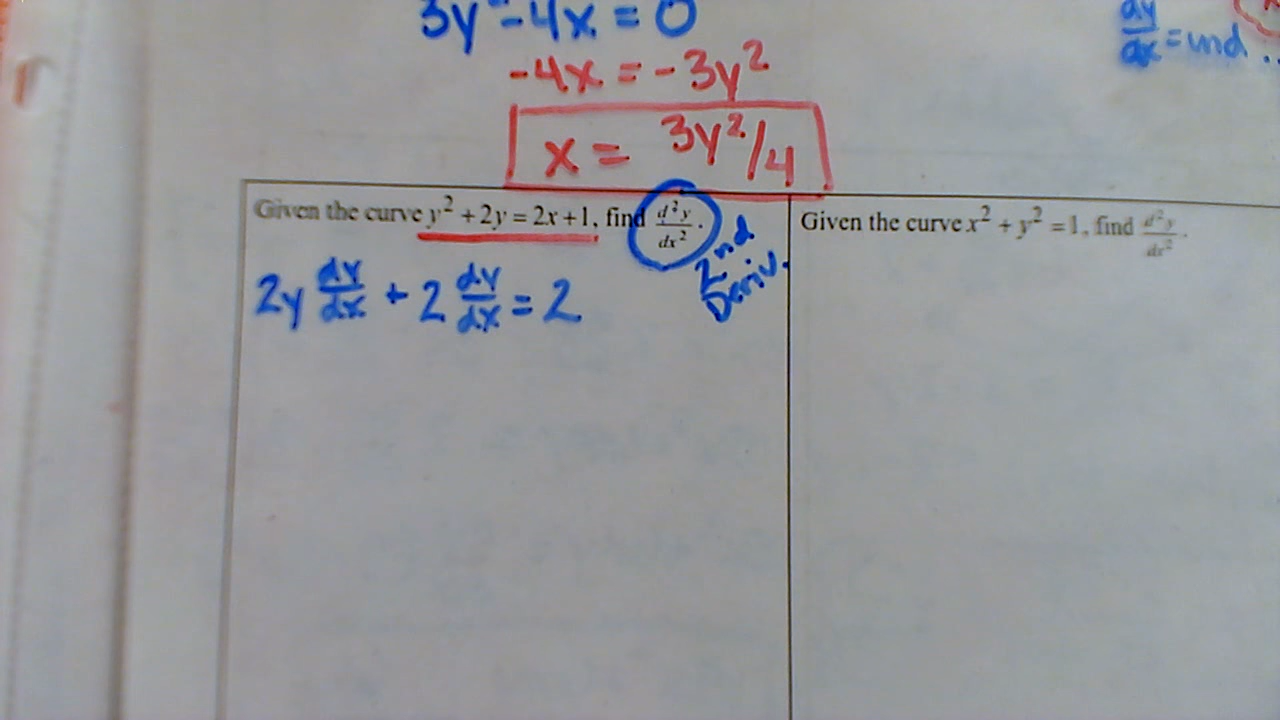 3y² - 4x = 0
dy/dx = und..
-4x = -3y²
x = 3y²/4
Given the curve y² + 2y = 2x + 1, find d²y/dx².
2nd Deriv.
2y dy/dx + 2 dy/dx = 2
Given the curve x² + y² = 1, find d²y/dx².